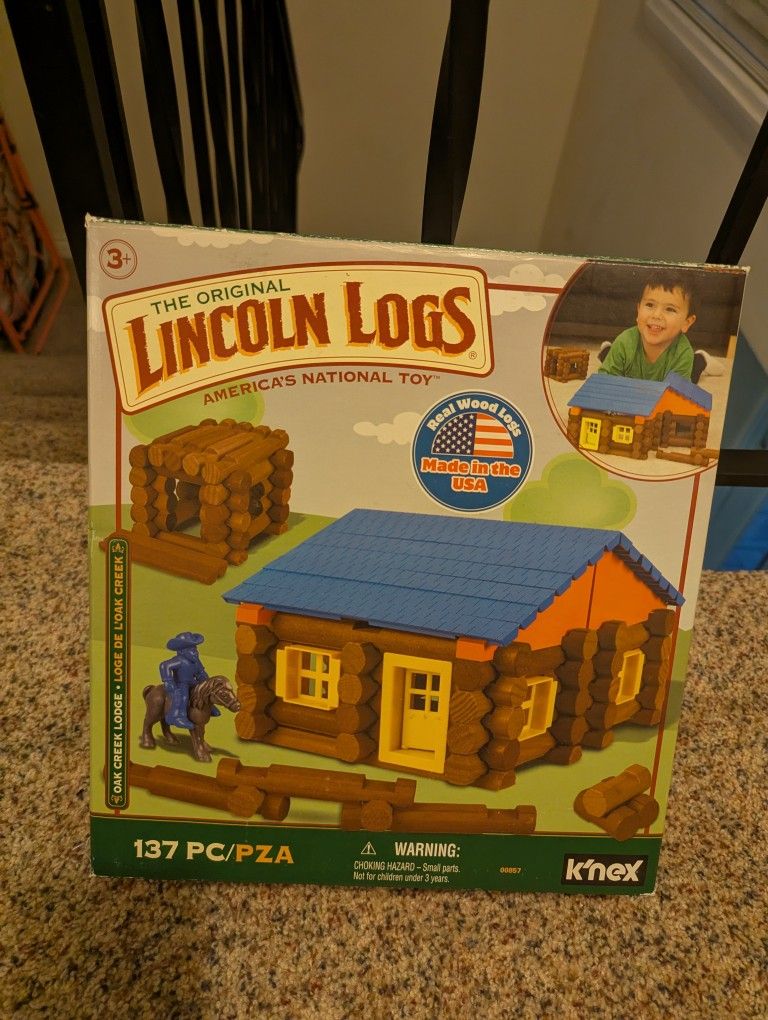 3+
THE ORIGINAL
LINCOLN LOGS®
AMERICA'S NATIONAL TOY™
Real Wood Logs
Made in the
USA
OAK CREEK LODGE • LOGE DE L'OAK CREEK
137 PC/PZA
WARNING:
CHOKING HAZARD – Small parts.
Not for children under 3 years.
00857
k'nex